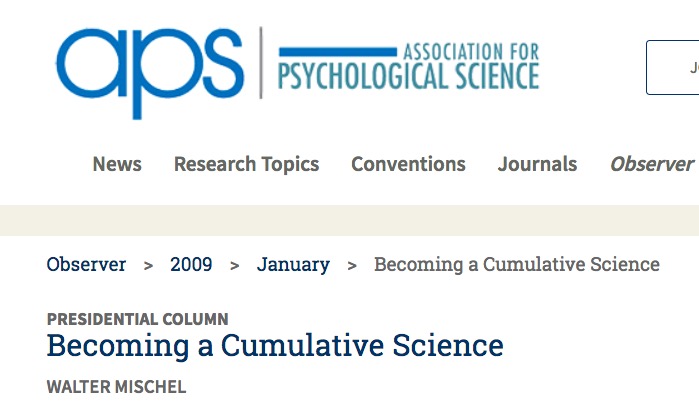 aps ASSOCIATION FOR
PSYCHOLOGICAL SCIENCE
News Research Topics Conventions Journals Observer
Observer > 2009 > January > Becoming a Cumulative Science
PRESIDENTIAL COLUMN
Becoming a Cumulative Science
WALTER MISCHEL